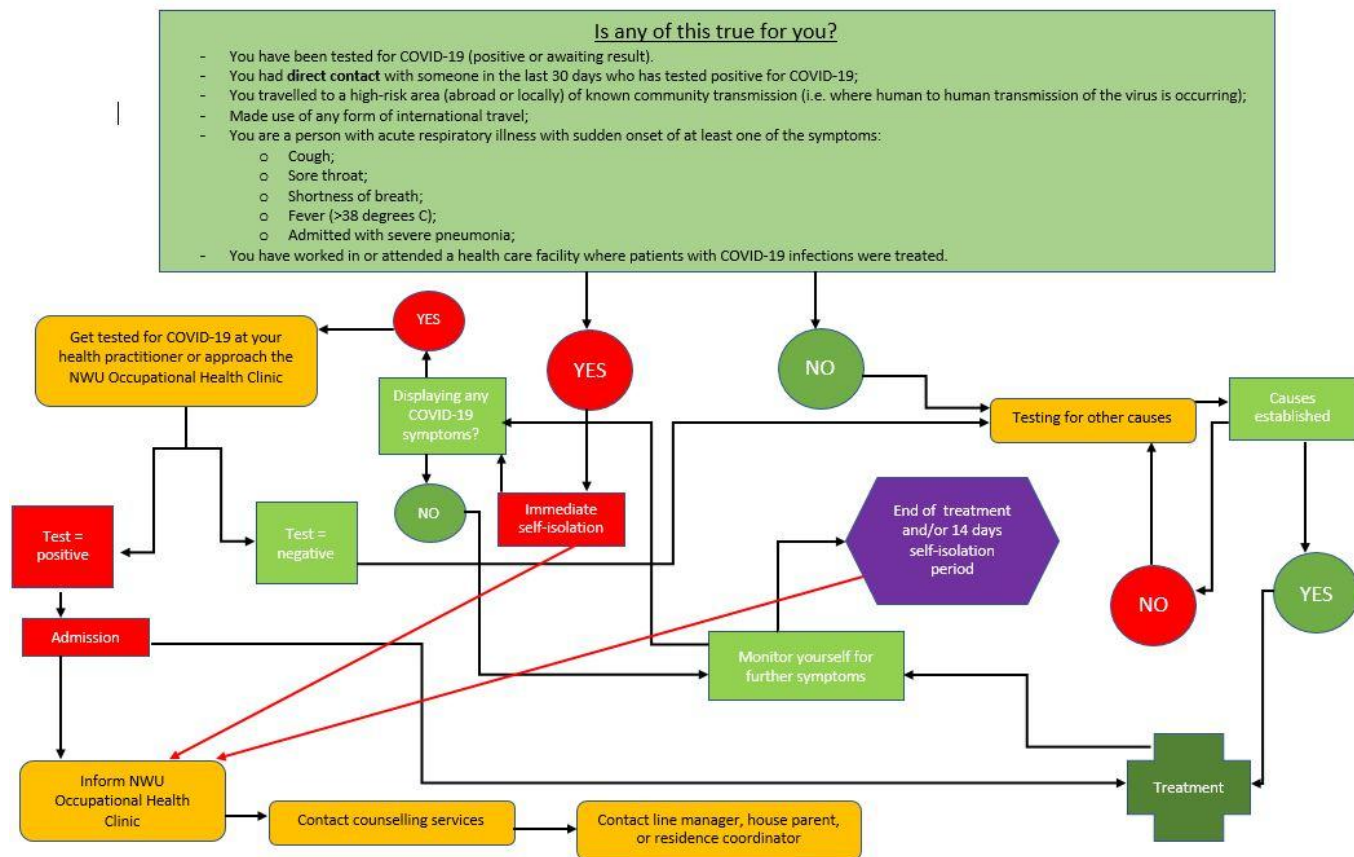 Is any of this true for you?
- You have been tested for COVID-19 (positive or awaiting result).
- You had direct contact with someone in the last 30 days who has tested positive for COVID-19;
- You travelled to a high-risk area (abroad or locally) of known community transmission (i.e. where human to human transmission of the virus is occurring);
- Made use of any form of international travel;
- You are a person with acute respiratory illness with sudden onset of at least one of the symptoms:
o Cough;
o Sore throat;
o Shortness of breath;
o Fever (>38 degrees C);
o Admitted with severe pneumonia;
- You have worked in or attended a health care facility where patients with COVID-19 infections were treated.
Get tested for COVID-19 at your
health practitioner or approach the
NWU Occupational Health Clinic
YES
YES
NO
Displaying any
COVID-19
symptoms?
Testing for other causes
Causes
established
NO
Immediate
self-isolation
End of treatment
and/or 14 days
self-isolation
period
Test =
positive
Test =
negative
NO
YES
Admission
Monitor yourself for
further symptoms
Treatment
Inform NWU
Occupational Health
Clinic
Contact counselling services
Contact line manager, house parent,
or residence coordinator